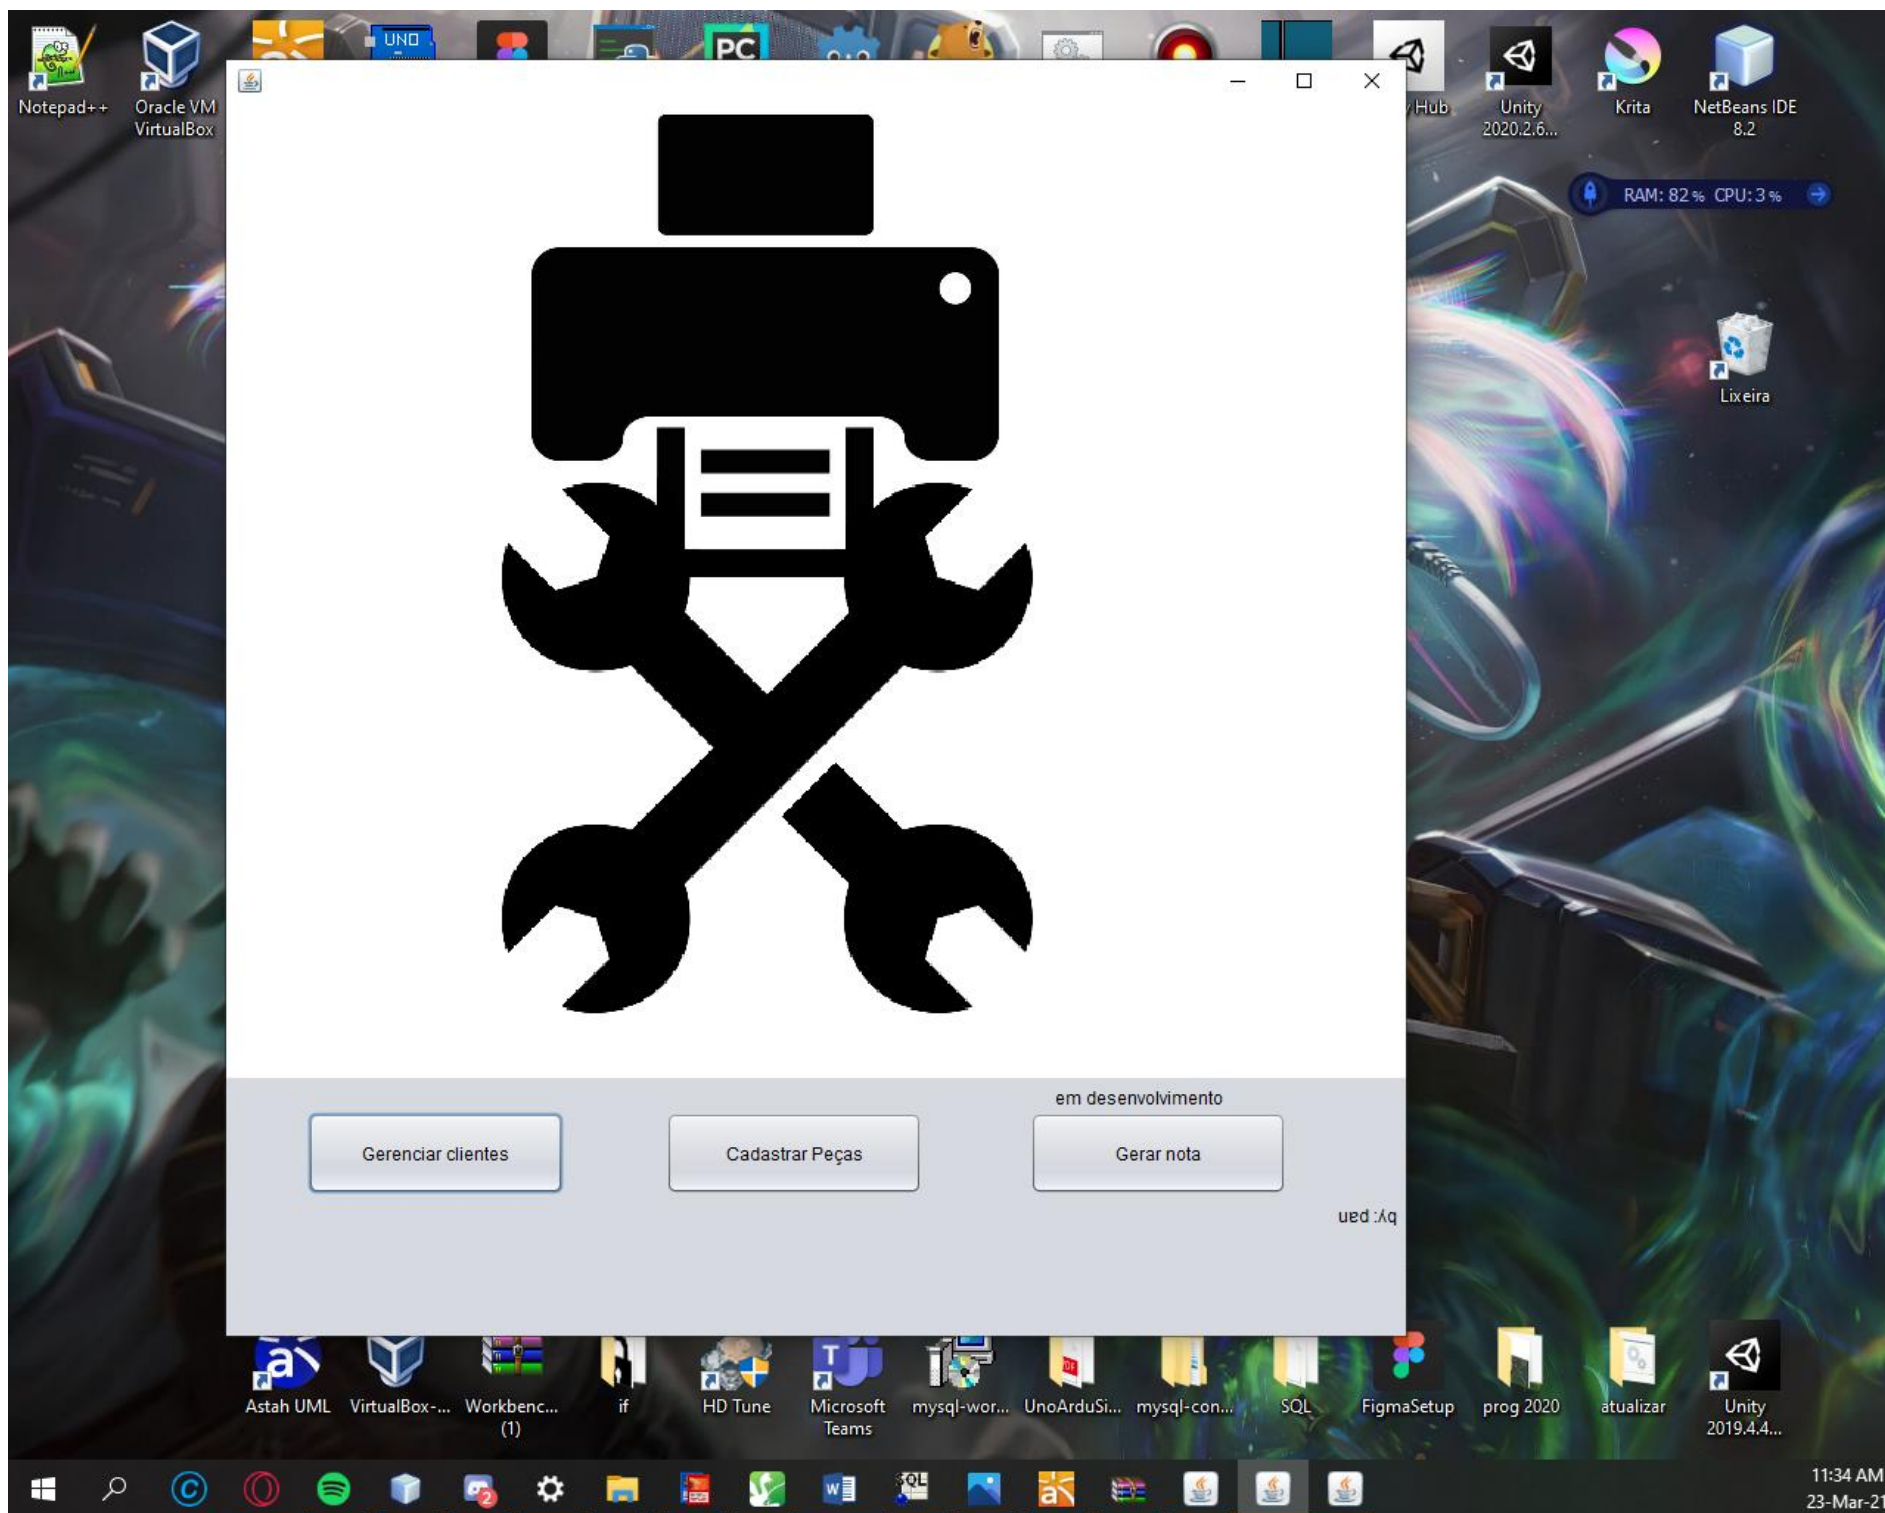 UNO
PC
Notepad++
Oracle VM
VirtualBox
Hub
Unity
2020.2.6...
Krita
NetBeans IDE
8.2
RAM: 82 % CPU: 3 %
Lixeira
em desenvolvimento
Gerenciar clientes
Cadastrar Peças
Gerar nota
by: pan
Astah UML
VirtualBox-...
Workbenc...
(1)
if
HD Tune
Microsoft
Teams
mysql-wor...
UnoArduSi...
mysql-con...
SQL
FigmaSetup
prog 2020
atualizar
Unity
2019.4.4...
11:34 AM
23-Mar-21